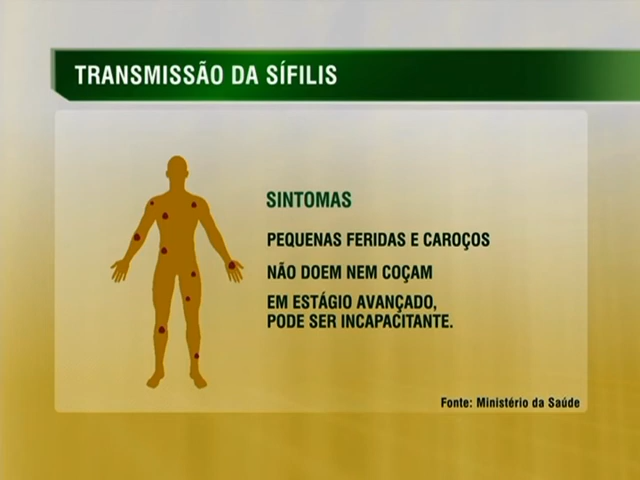 TRANSMISSÃO DA SÍFILIS
SINTOMAS
PEQUENAS FERIDAS E CAROÇOS
NÃO DOEM NEM COÇAM
EM ESTÁGIO AVANÇADO,
PODE SER INCAPACITANTE.
Fonte: Ministério da Saúde